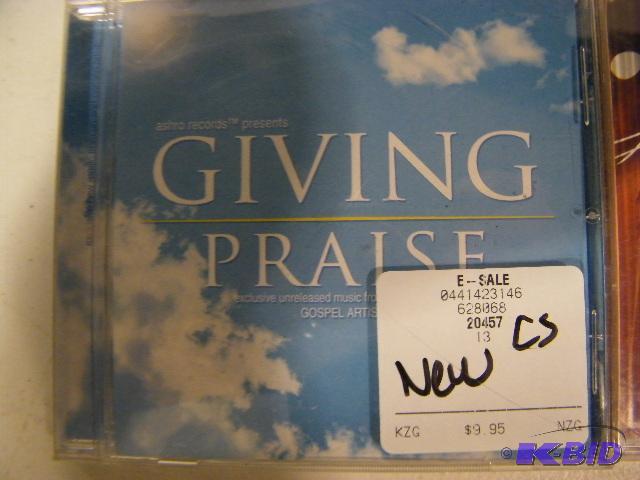 ashro records™ presents
GIVING
PRAISE
exclusive unreleased music from
GOSPEL ARTIS
E--SALE
0441423146
628068
20457
13
New CS
KZG $9.95 NZG
© K-BID